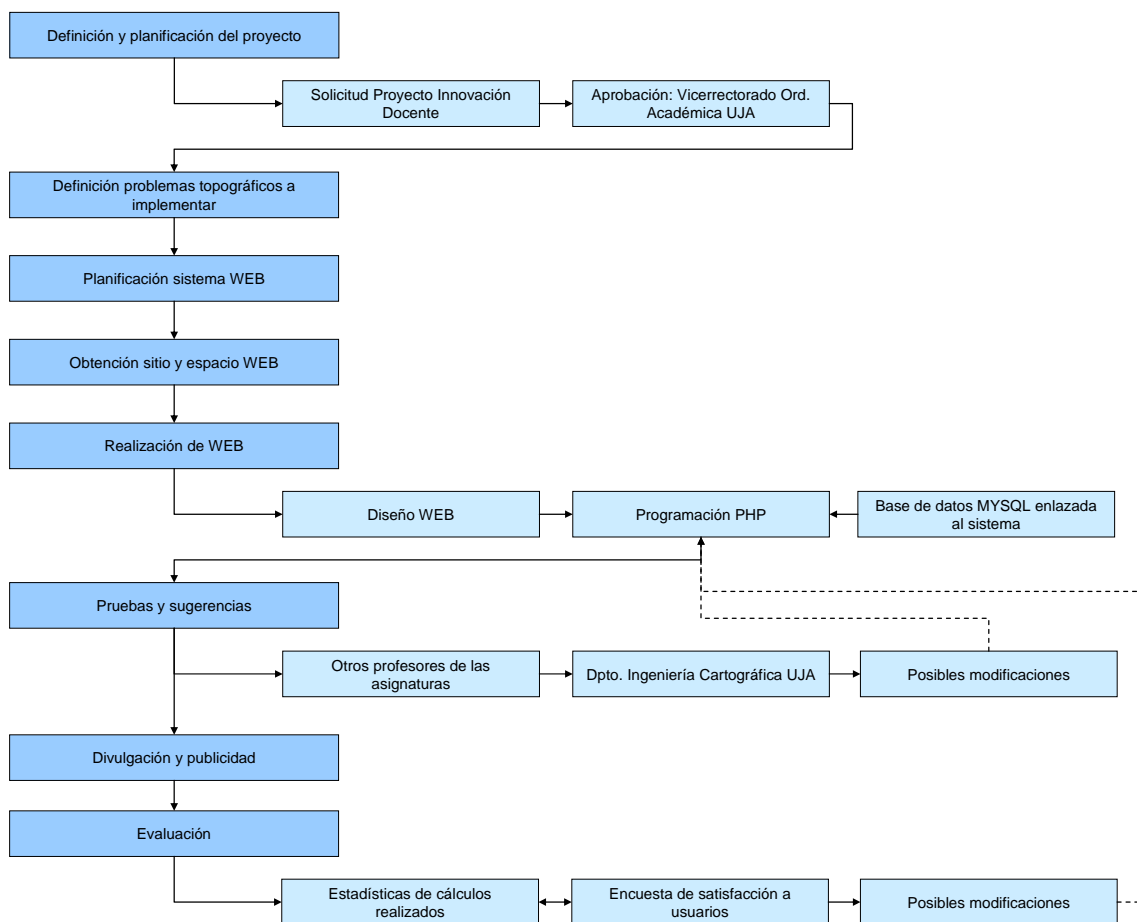 Definición y planificación del proyecto
Solicitud Proyecto Innovación
Docente
Aprobación: Vicerrectorado Ord.
Académica UJA
Definición problemas topográficos a
implementar
Planificación sistema WEB
Obtención sitio y espacio WEB
Realización de WEB
Diseño WEB
Programación PHP
Base de datos MYSQL enlazada
al sistema
Pruebas y sugerencias
Otros profesores de las
asignaturas
Dpto. Ingeniería Cartográfica UJA
Posibles modificaciones
Divulgación y publicidad
Evaluación
Estadísticas de cálculos
realizados
Encuesta de satisfacción a
usuarios
Posibles modificaciones